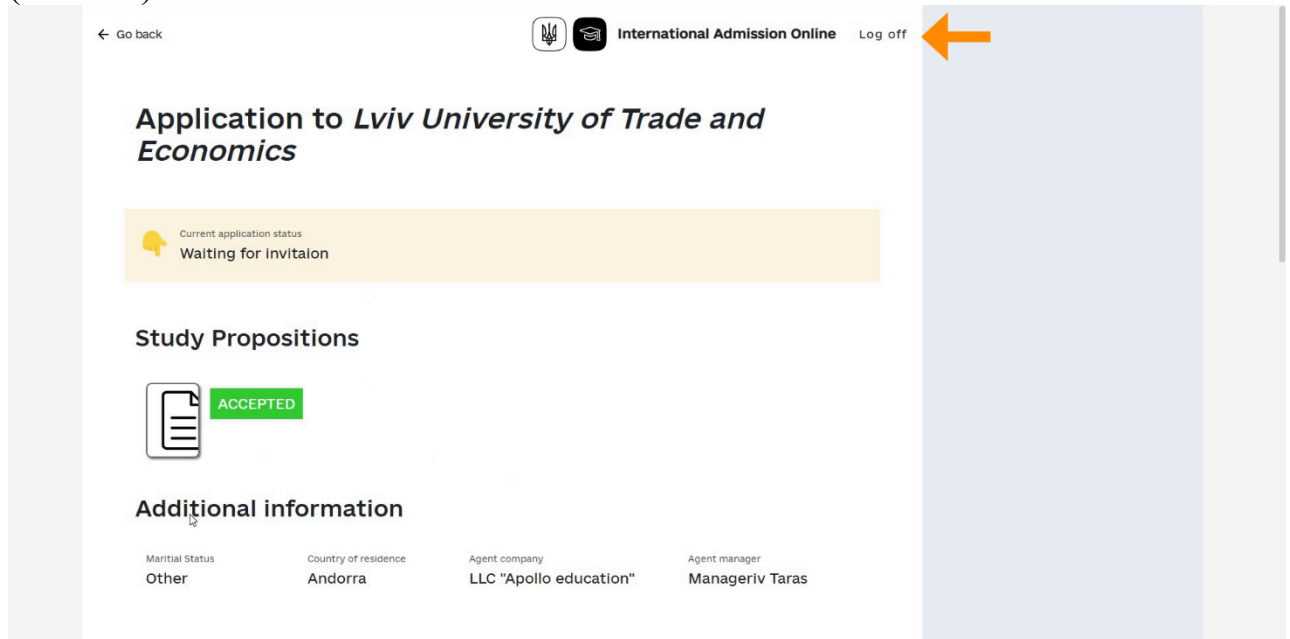 ← Go back
International Admission Online
Log off
Application to Lviv University of Trade and
Economics
Current application status
Waiting for invitaion
Study Propositions
ACCEPTED
Additional information
Maritial Status
Country of residence
Agent company
Agent manager
Other
Andorra
LLC "Apollo education"
Manageriv Taras